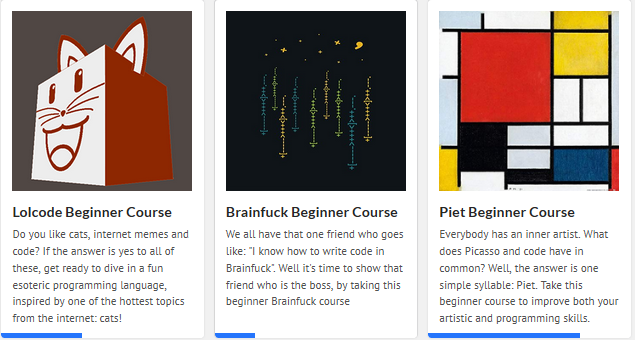 Lolcode Beginner Course
Do you like cats, internet memes and
code? If the answer is yes to all of
these, get ready to dive in a fun
esoteric programming language,
inspired by one of the hottest topics
from the internet: cats!
Brainfuck Beginner Course
We all have that one friend who goes
like: "I know how to write code in
Brainfuck". Well it's time to show that
friend who is the boss, by taking this
beginner Brainfuck course
Piet Beginner Course
Everybody has an inner artist. What
does Picasso and code have in
common? Well, the answer is one
simple syllable: Piet. Take this
beginner course to improve both your
artistic and programming skills.